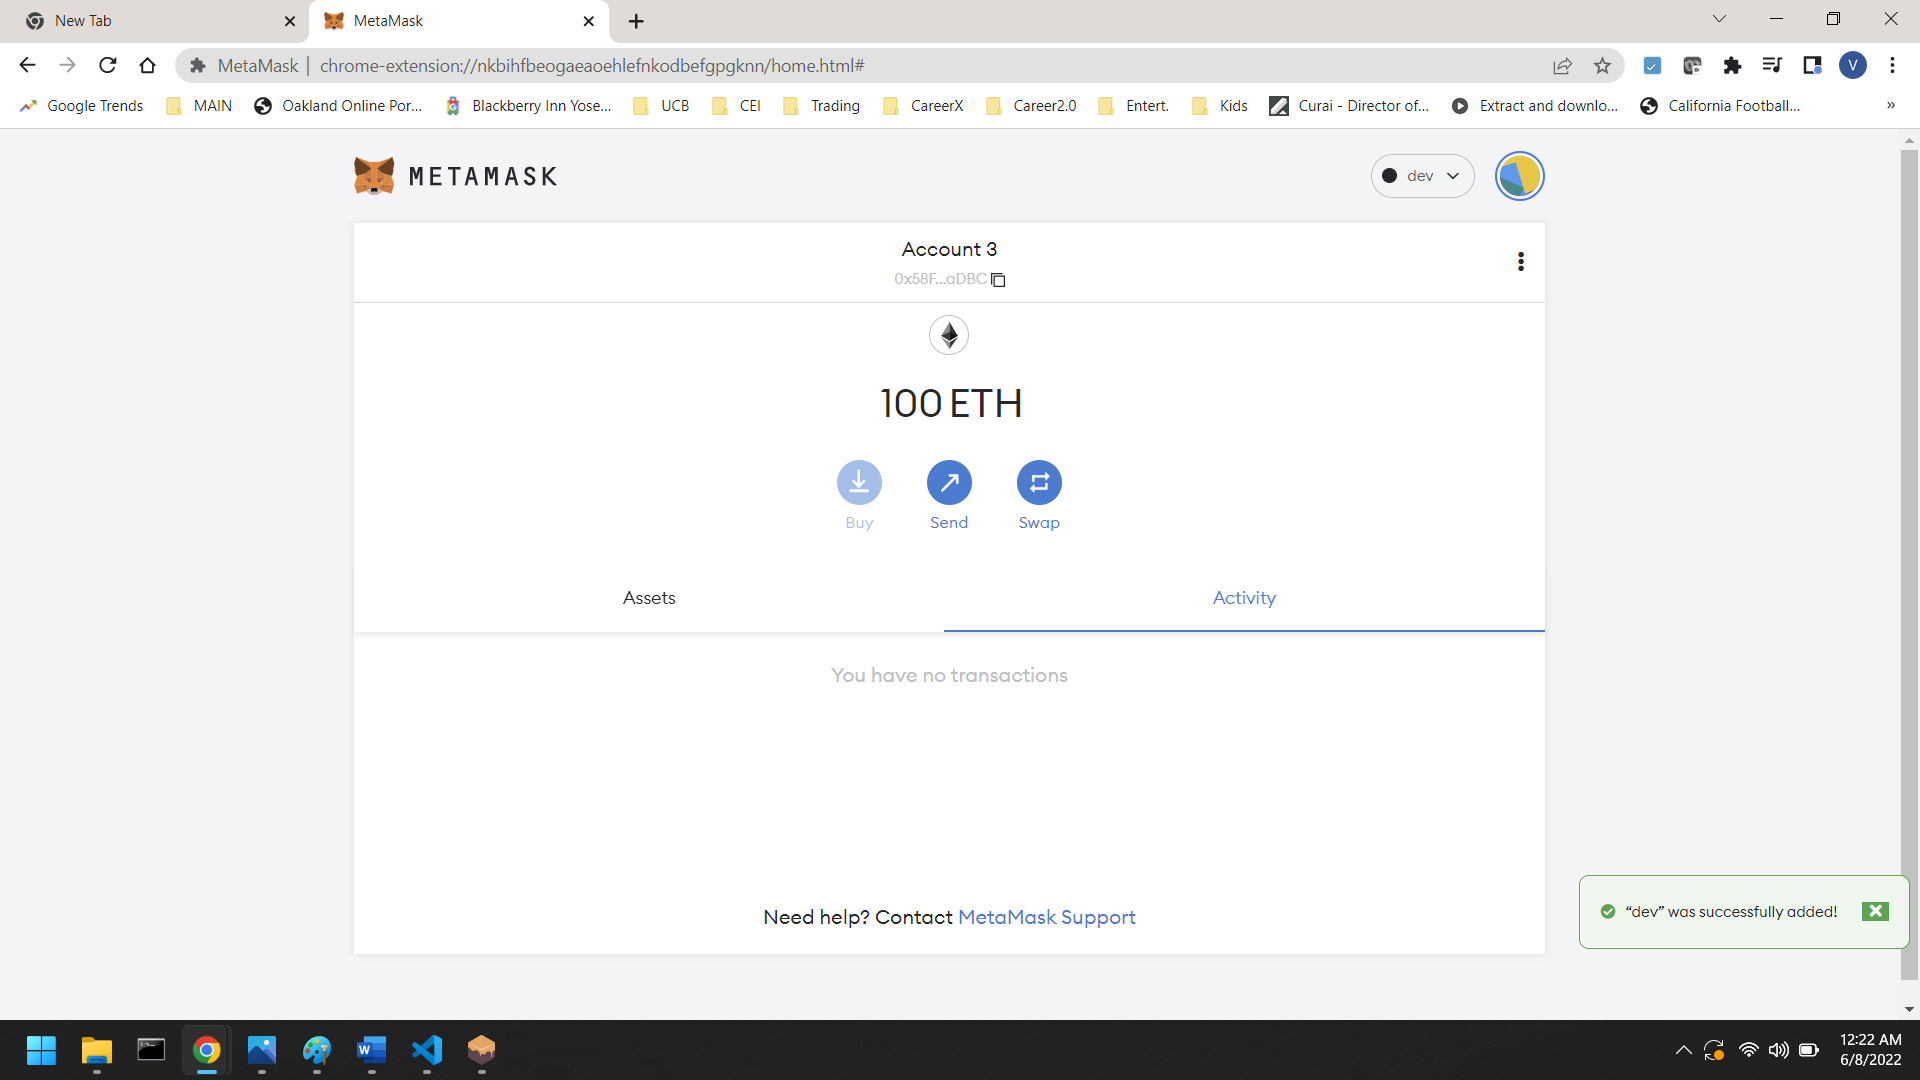 New Tab
MetaMask
MetaMask | chrome-extension://nkbihfbeogaeaoehlefnkodbefgpgknn/home.html#
V
Google Trends
MAIN
Oakland Online Por...
Blackberry Inn Yose...
UCB
CEI
Trading
CareerX
Career2.0
Entert.
Kids
Curai - Director of...
Extract and downlo...
California Football...
»
METAMASK
dev
Account 3
0x58F...aDBC
100 ETH
Buy
Send
Swap
Assets
Activity
You have no transactions
Need help? Contact MetaMask Support
“dev” was successfully added!
12:22 AM
6/8/2022